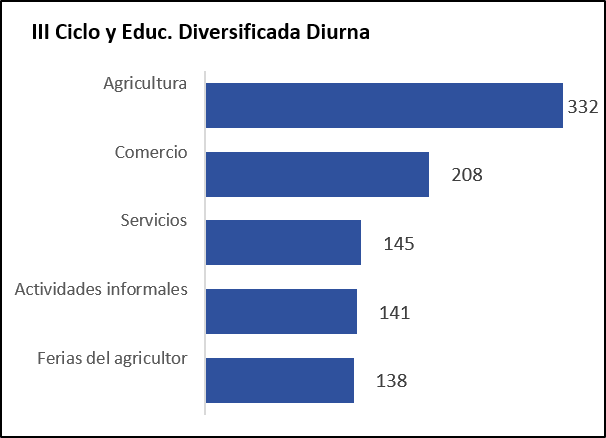 III Ciclo y Educ. Diversificada Diurna
Agricultura
332
Comercio
208
Servicios
145
Actividades informales
141
Ferias del agricultor
138